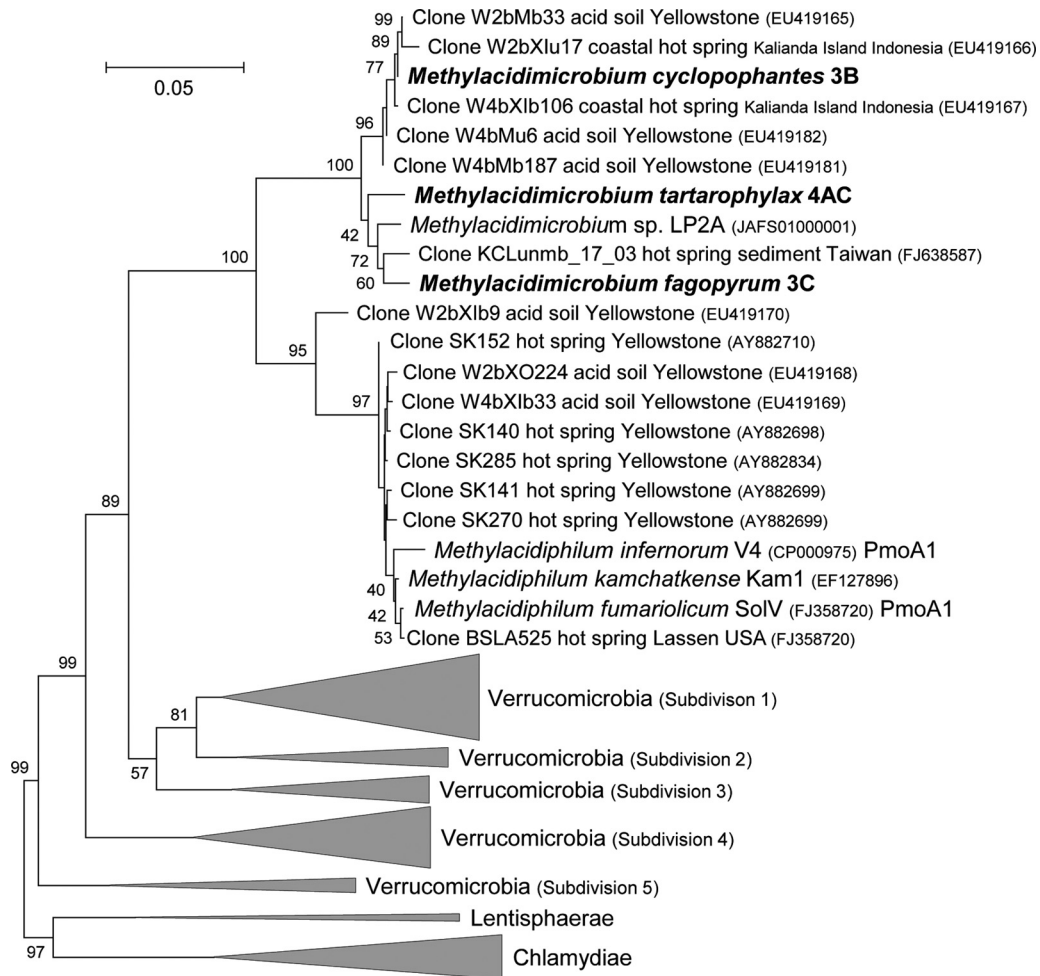 99 Clone W2bMb33 acid soil Yellowstone (EU419165)
89 Clone W2bXIu17 coastal hot spring Kalianda Island Indonesia (EU419166)
77 Methylacidimicrobium cyclopophantes 3B
0.05
Clone W4bXIb106 coastal hot spring Kalianda Island Indonesia (EU419167)
96 Clone W4bMu6 acid soil Yellowstone (EU419182)
100 Clone W4bMb187 acid soil Yellowstone (EU419181)
Methylacidimicrobium tartarophylax 4AC
42 Methylacidimicrobium sp. LP2A (JAFS01000001)
100 72 Clone KCLunmb_17_03 hot spring sediment Taiwan (FJ638587)
60 Methylacidimicrobium fagopyrum 3C
Clone W2bXIb9 acid soil Yellowstone (EU419170)
95 Clone SK152 hot spring Yellowstone (AY882710)
Clone W2bXO224 acid soil Yellowstone (EU419168)
97 Clone W4bXIb33 acid soil Yellowstone (EU419169)
Clone SK140 hot spring Yellowstone (AY882698)
Clone SK285 hot spring Yellowstone (AY882834)
89 Clone SK141 hot spring Yellowstone (AY882699)
Clone SK270 hot spring Yellowstone (AY882699)
Methylacidiphilum infernorum V4 (CP000975) PmoA1
40 Methylacidiphilum kamchatkense Kam1 (EF127896)
42 Methylacidiphilum fumariolicum SolV (FJ358720) PmoA1
53 Clone BSLA525 hot spring Lassen USA (FJ358720)
99
Verrucomicrobia (Subdivison 1)
81
Verrucomicrobia (Subdivision 2)
99 57
Verrucomicrobia (Subdivision 3)
Verrucomicrobia (Subdivision 4)
Verrucomicrobia (Subdivision 5)
Lentisphaerae
97
Chlamydiae